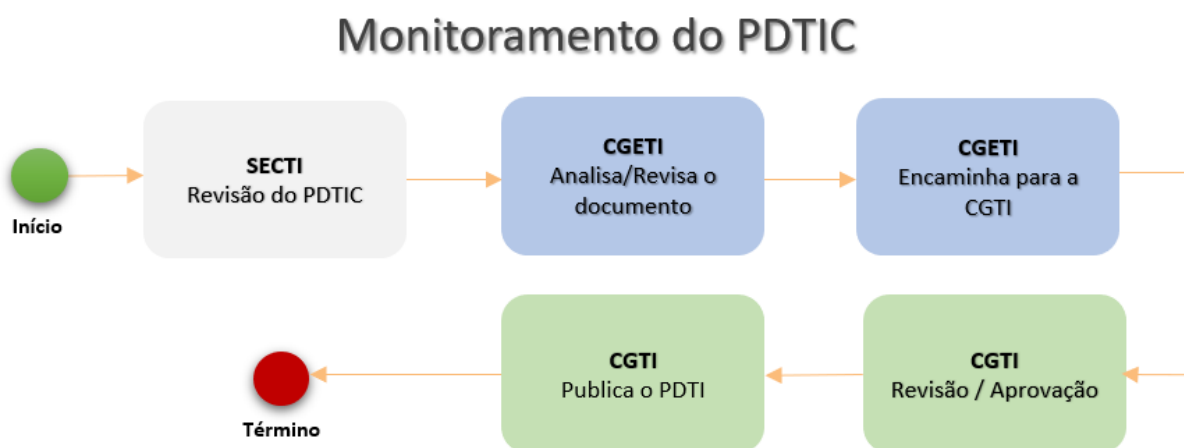 Monitoramento do PDTIC
Início
SECTI
Revisão do PDTIC
CGETI
Analisa/Revisa o
documento
CGETI
Encaminha para a
CGTI
CGTI
Revisão / Aprovação
CGTI
Publica o PDTI
Término